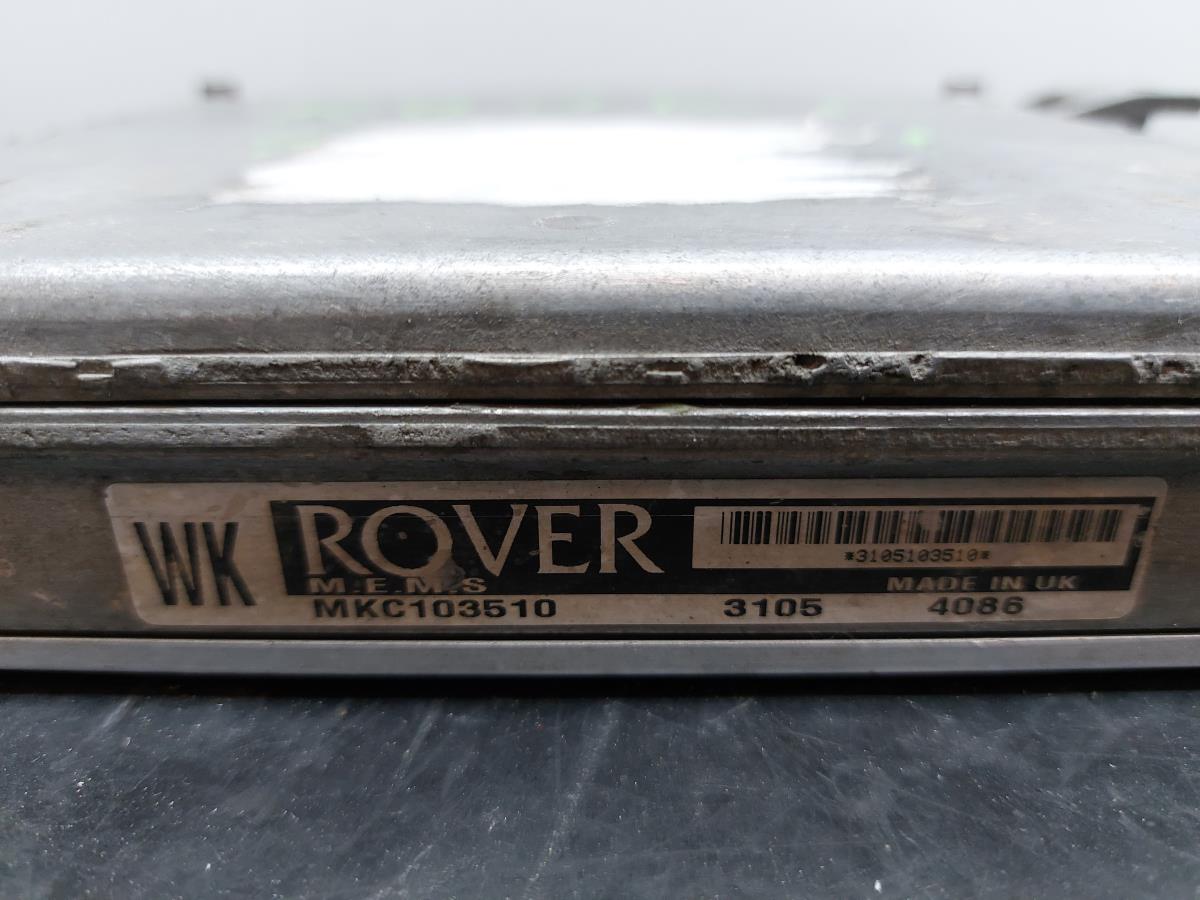 WK
ROVER
*3105103510*
M.E.M.S
MADE IN UK
MKC103510 3105 4086